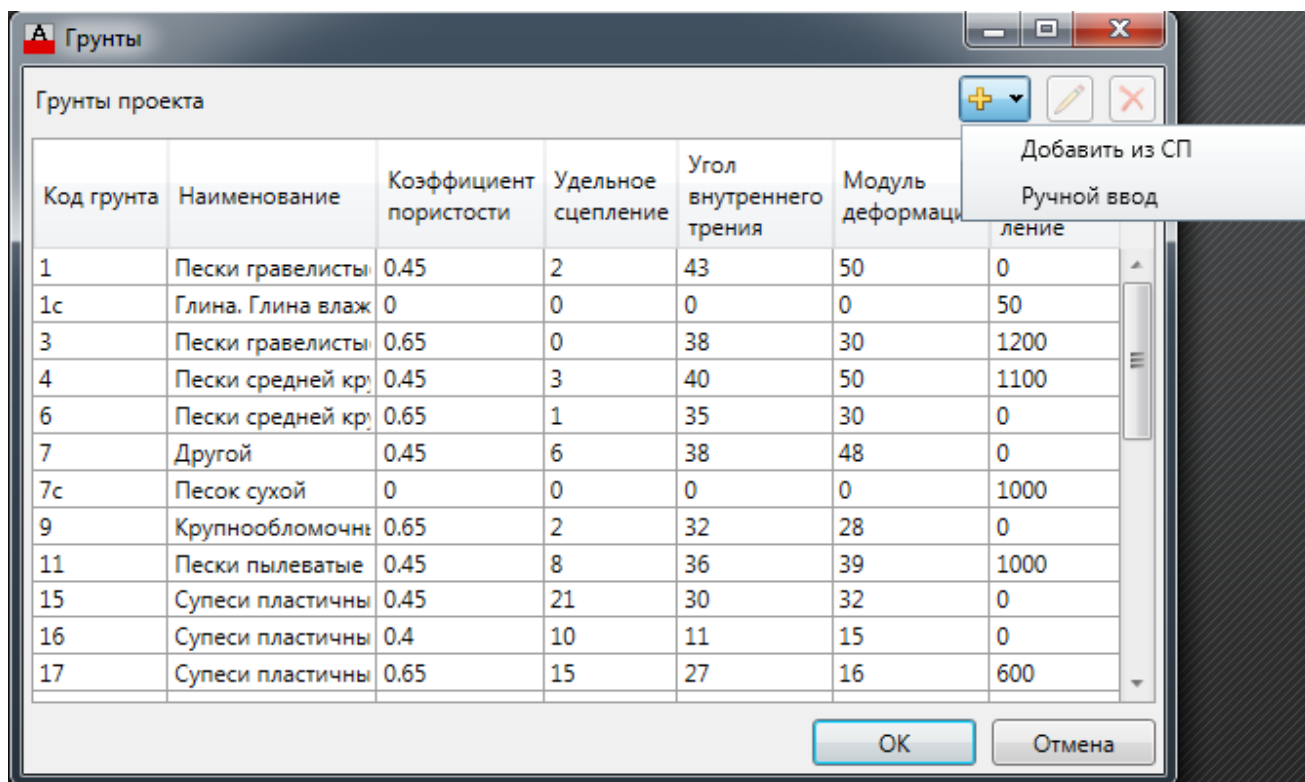 Грунты
Грунты проекта
Добавить из СП
Ручной ввод
Код грунта Наименование Коэффициент пористости Удельное сцепление Угол внутреннего трения Модуль деформаци ление
1 Пески гравелисты 0.45 2 43 50 0
1с Глина. Глина влаж 0 0 0 0 50
3 Пески гравелисты 0.65 0 38 30 1200
4 Пески средней кру 0.45 3 40 50 1100
6 Пески средней кру 0.65 1 35 30 0
7 Другой 0.45 6 38 48 0
7с Песок сухой 0 0 0 0 1000
9 Крупнообломочнь 0.65 2 32 28 0
11 Пески пылеватые 0.45 8 36 39 1000
15 Супеси пластичны 0.45 21 30 32 0
16 Супеси пластичны 0.4 10 11 15 0
17 Супеси пластичны 0.65 15 27 16 600
ОК Отмена